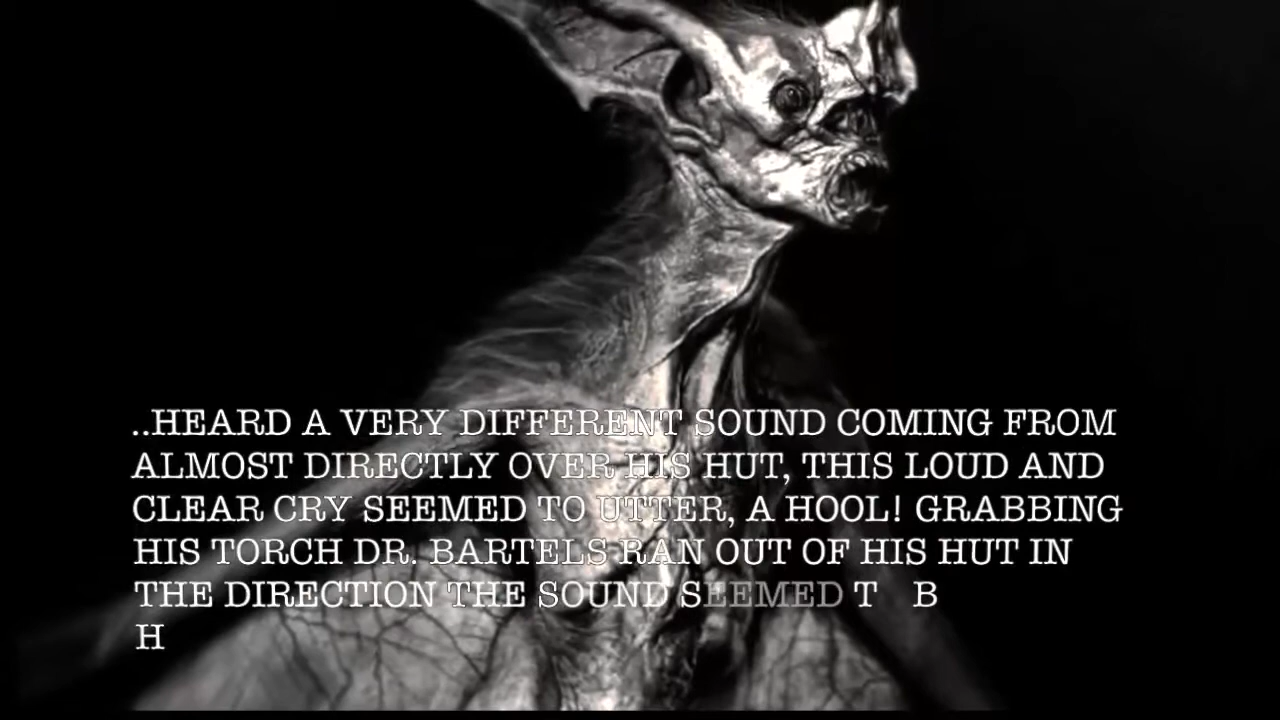 ..HEARD A VERY DIFFERENT SOUND COMING FROM
ALMOST DIRECTLY OVER HIS HUT, THIS LOUD AND
CLEAR CRY SEEMED TO UTTER, A HOOL! GRABBING
HIS TORCH DR. BARTELS RAN OUT OF HIS HUT IN
THE DIRECTION THE SOUND SEEMED T B
H